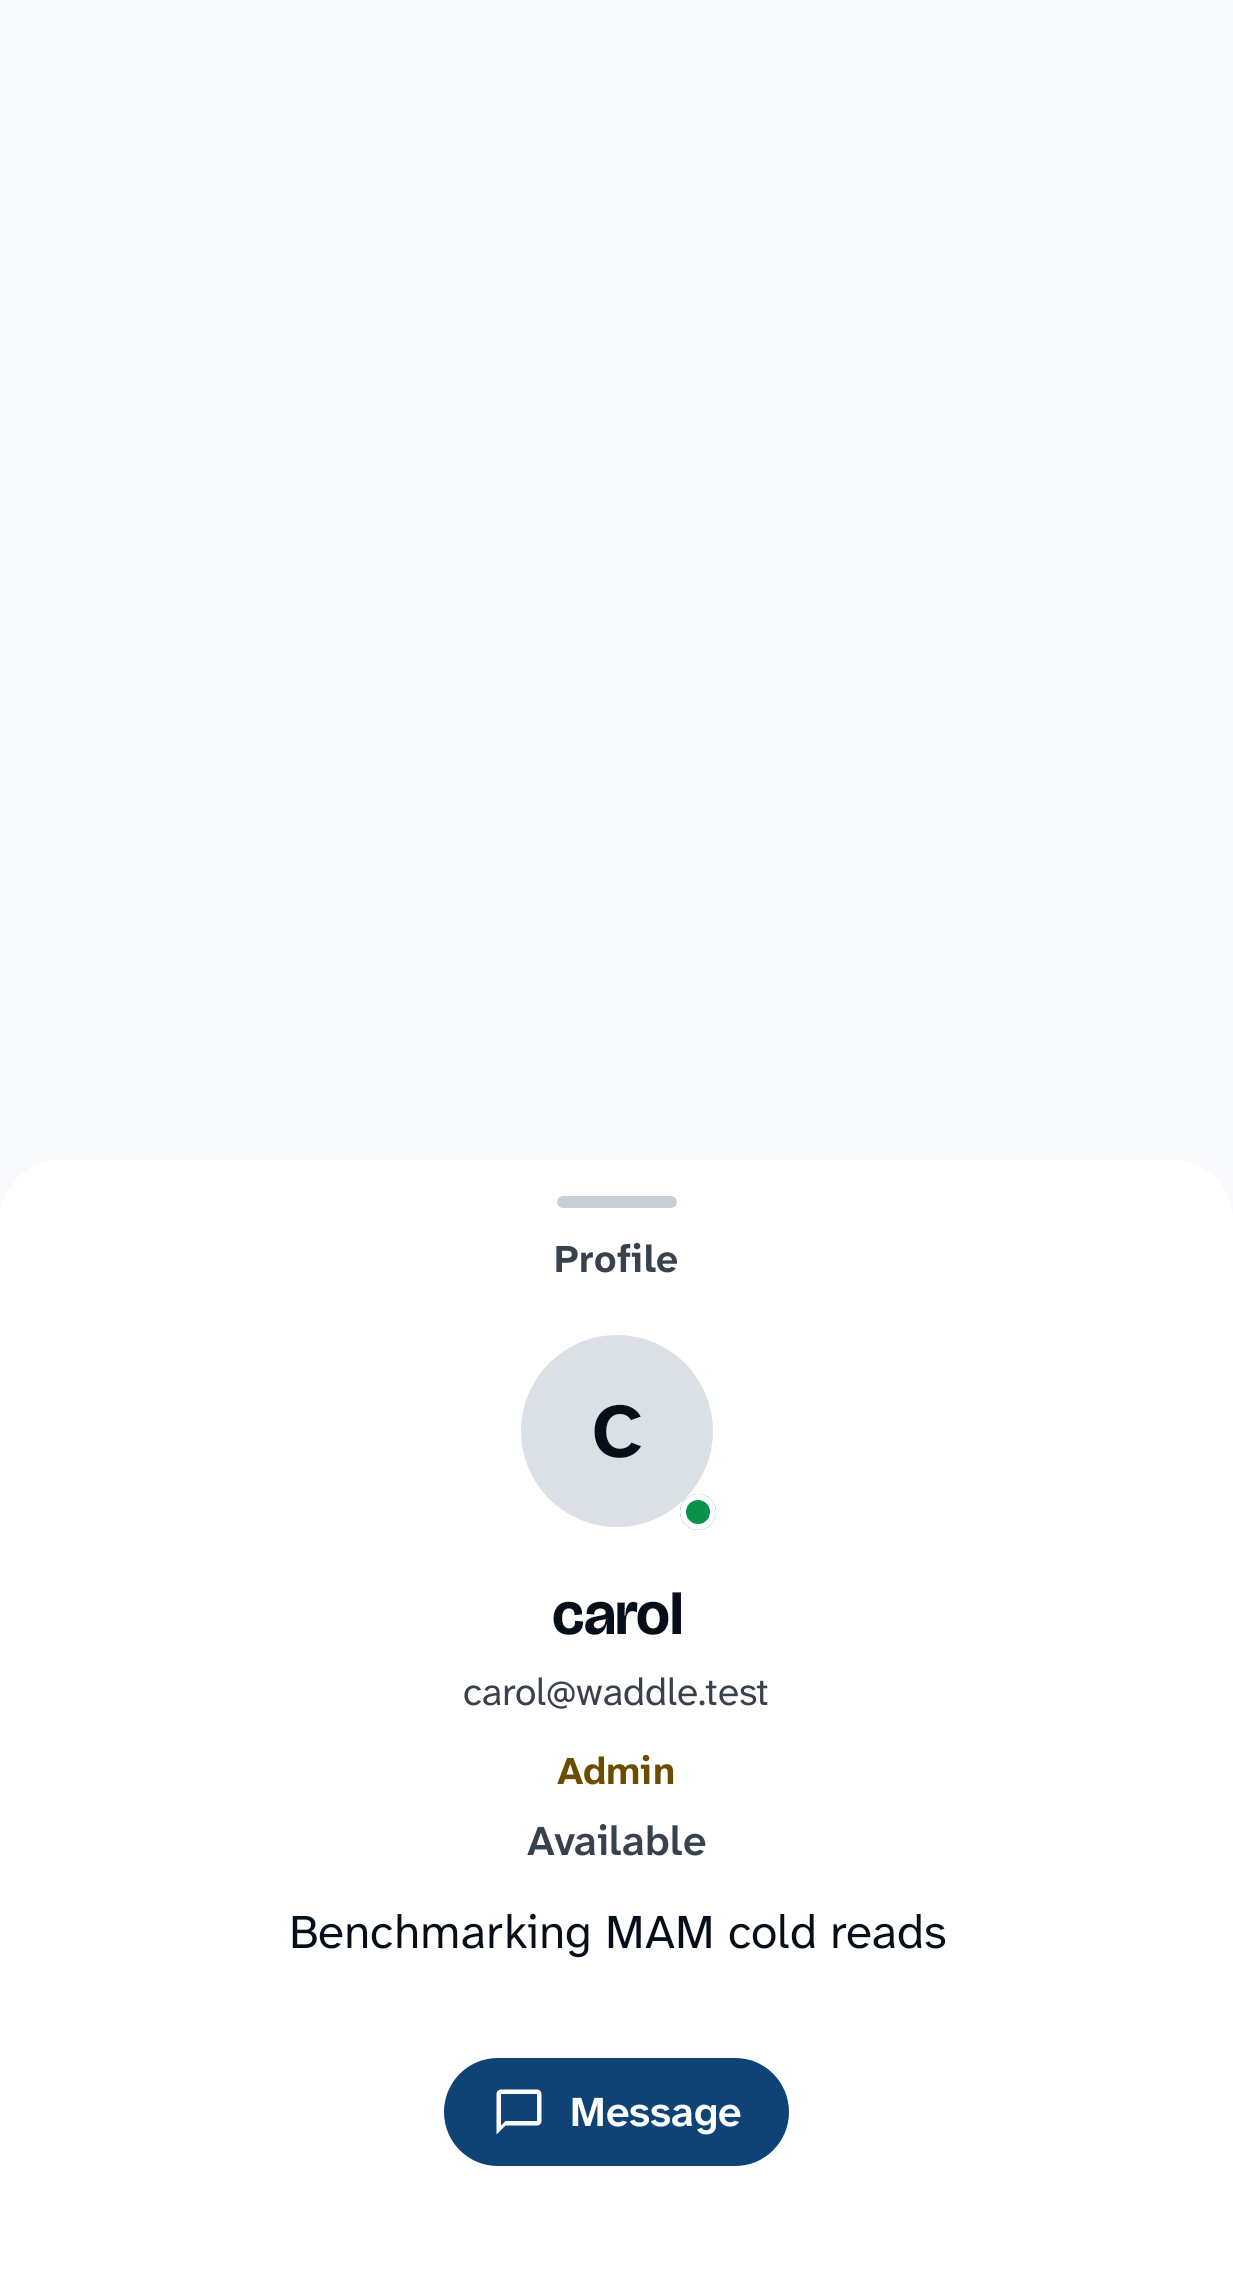 Profile
C
carol
carol@waddle.test
Admin
Available
Benchmarking MAM cold reads
Message